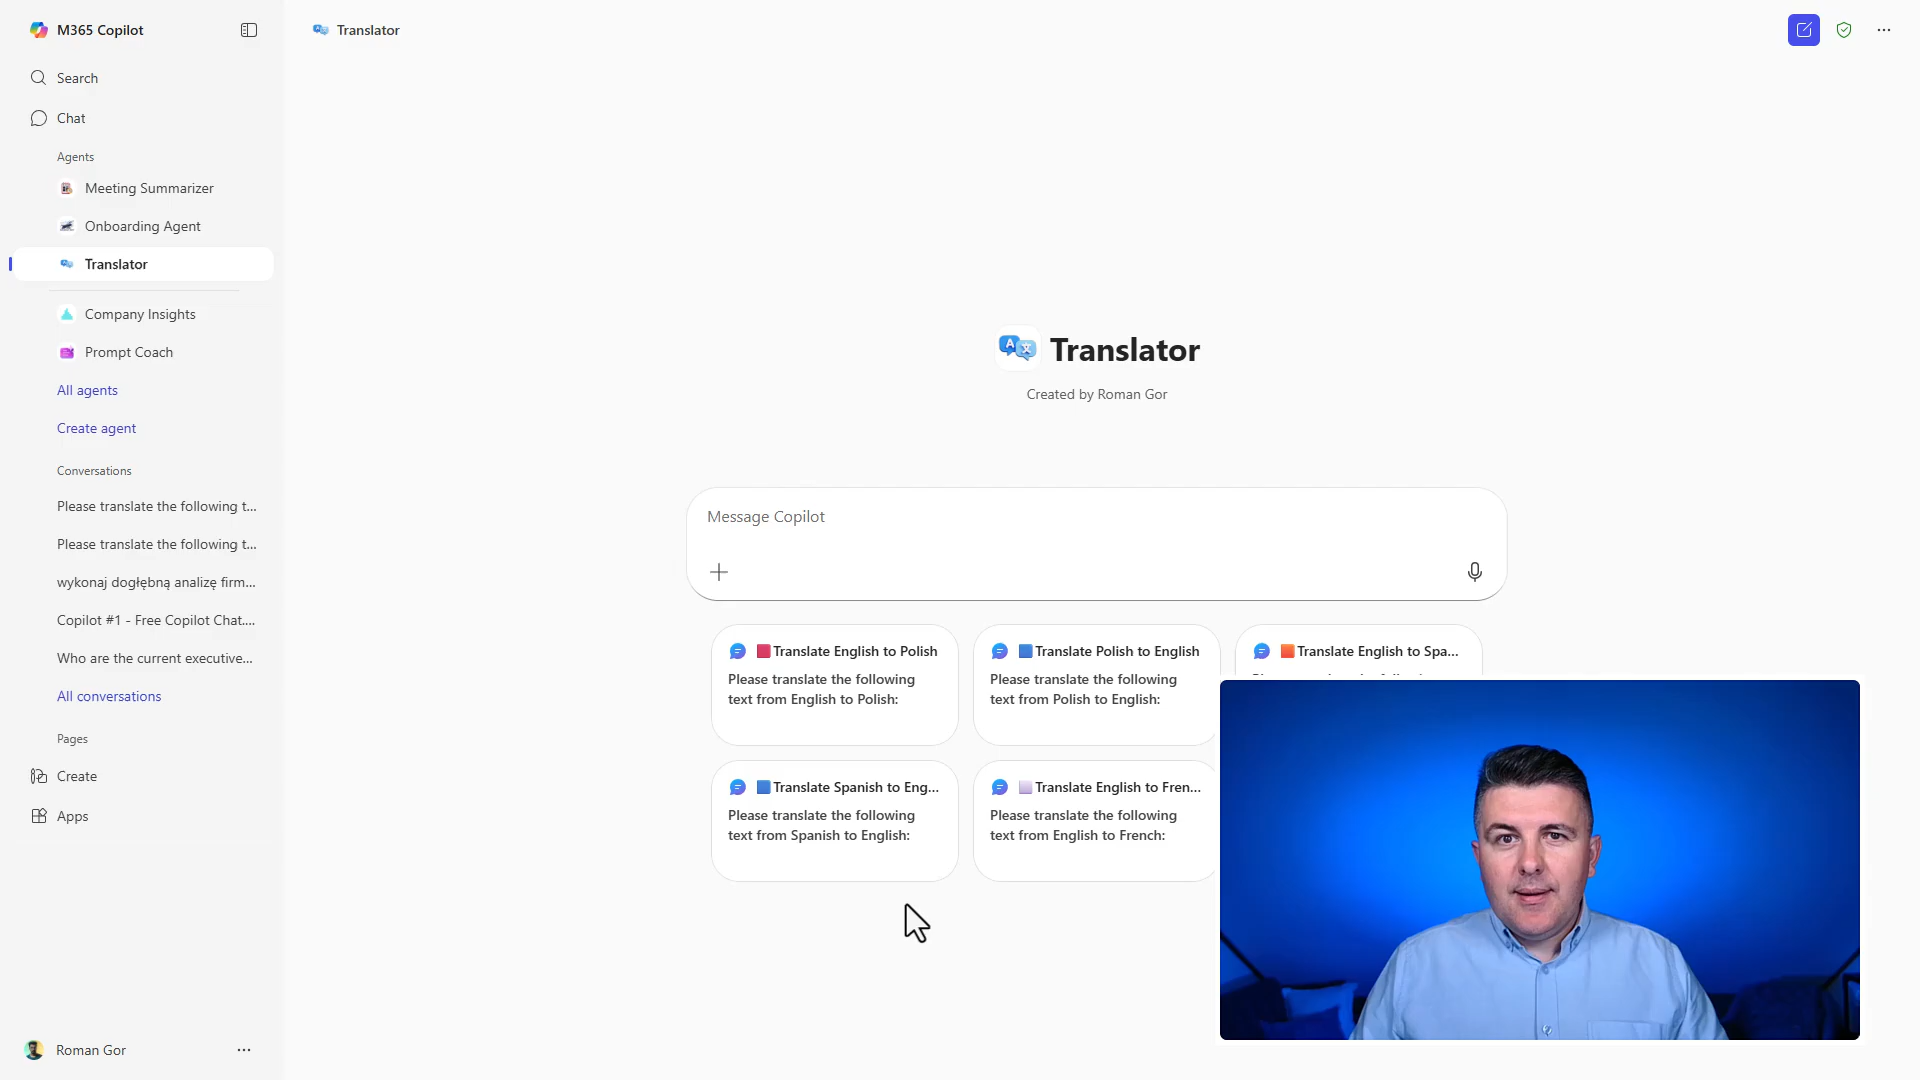 M365 Copilot
Search
Chat
Agents
Meeting Summarizer
Onboarding Agent
Translator
Company Insights
Prompt Coach
All agents
Create agent
Conversations
Please translate the following t...
Please translate the following t...
wykonaj dogłębną analizę firm...
Copilot #1 - Free Copilot Chat....
Who are the current executive...
All conversations
Pages
Create
Apps
Roman Gor
Translator
Translator
Created by Roman Gor
Message Copilot
Translate English to Polish
Please translate the following
text from English to Polish:
Translate Polish to English
Please translate the following
text from Polish to English:
Translate English to Spa...
Translate Spanish to Eng...
Please translate the following
text from Spanish to English:
Translate English to Fren...
Please translate the following
text from English to French: